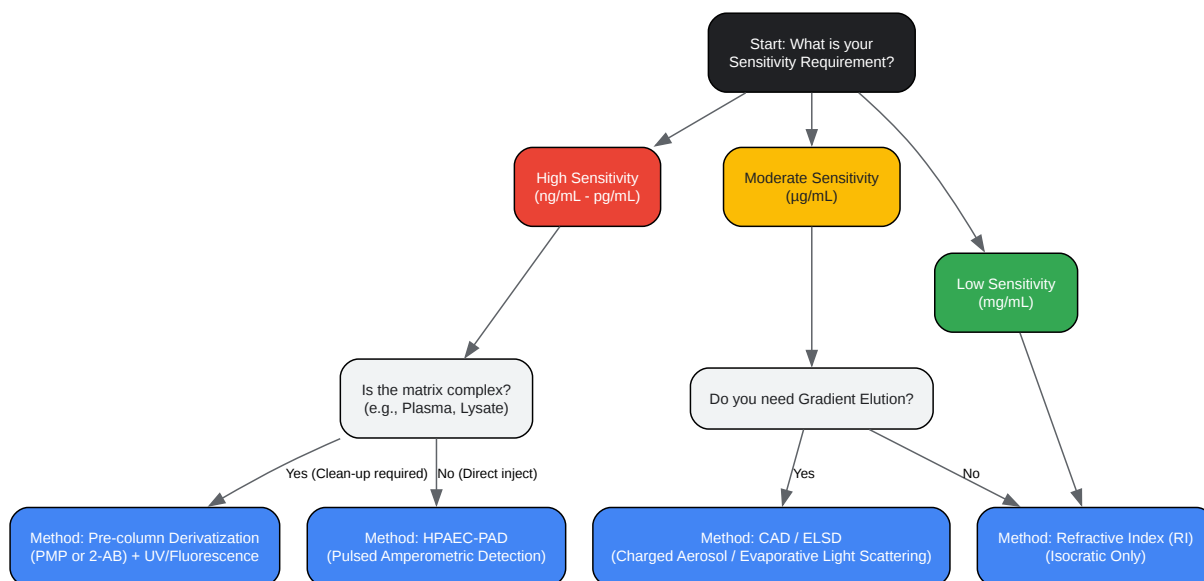 Start: What is your
Sensitivity Requirement?
High Sensitivity
(ng/mL - pg/mL)
Moderate Sensitivity
(µg/mL)
Low Sensitivity
(mg/mL)
Is the matrix complex?
(e.g., Plasma, Lysate)
Do you need Gradient Elution?
Yes (Clean-up required)
No (Direct inject)
Yes
No
Method: Pre-column Derivatization
(PMP or 2-AB) + UV/Fluorescence
Method: HPAEC-PAD
(Pulsed Amperometric Detection)
Method: CAD / ELSD
(Charged Aerosol / Evaporative Light Scattering)
Method: Refractive Index (RI)
(Isocratic Only)